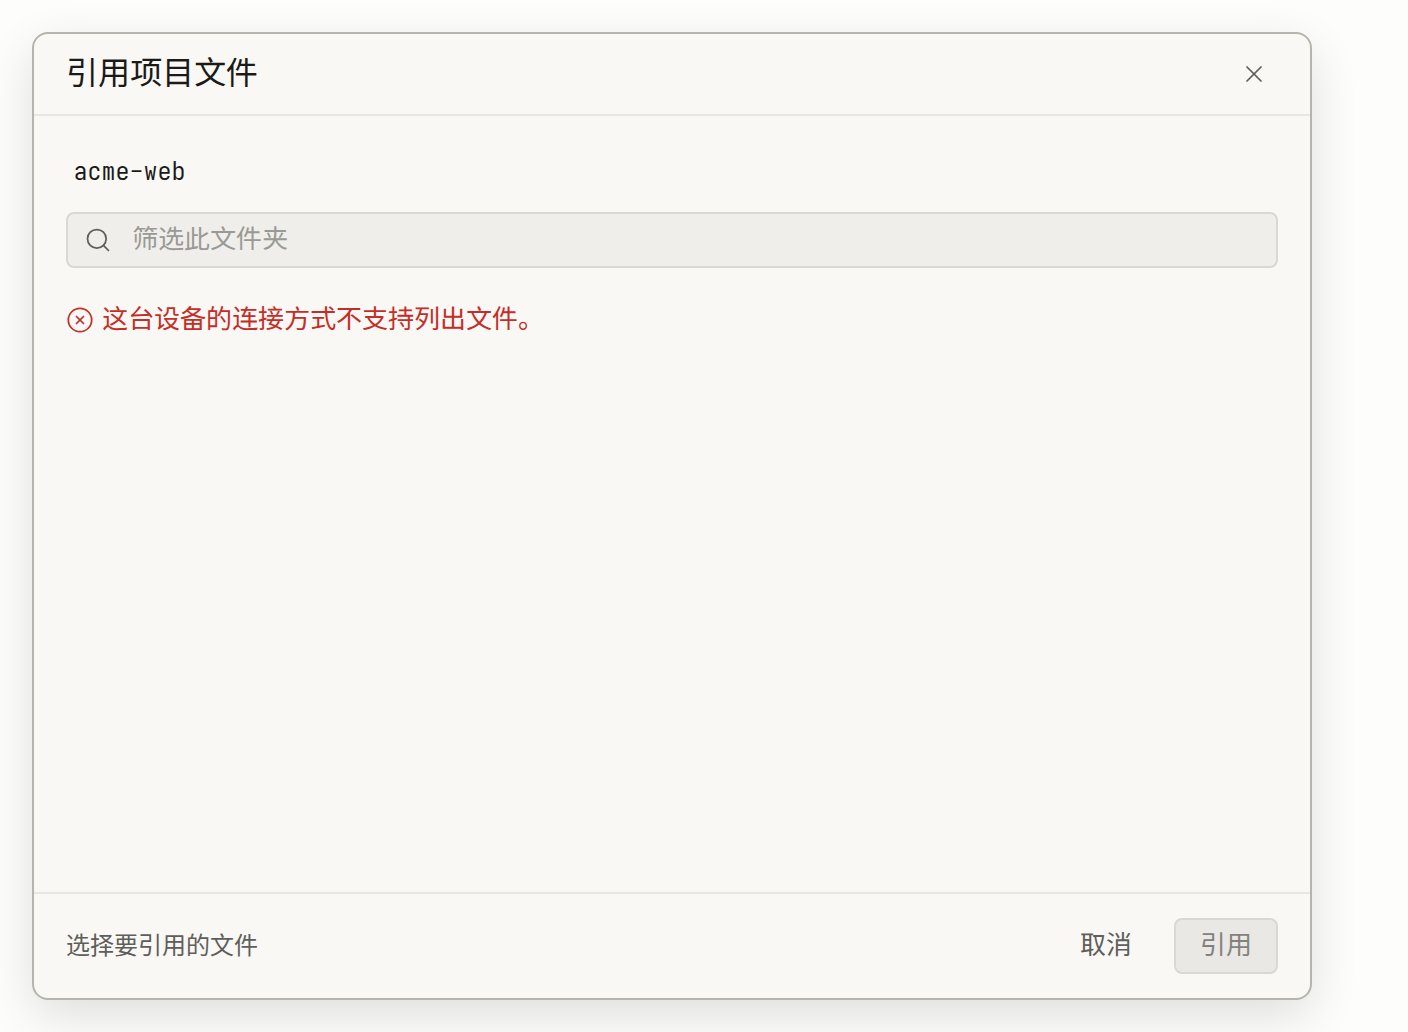 引用项目文件
acme-web
筛选此文件夹
这台设备的连接方式不支持列出文件。
选择要引用的文件
取消
引用